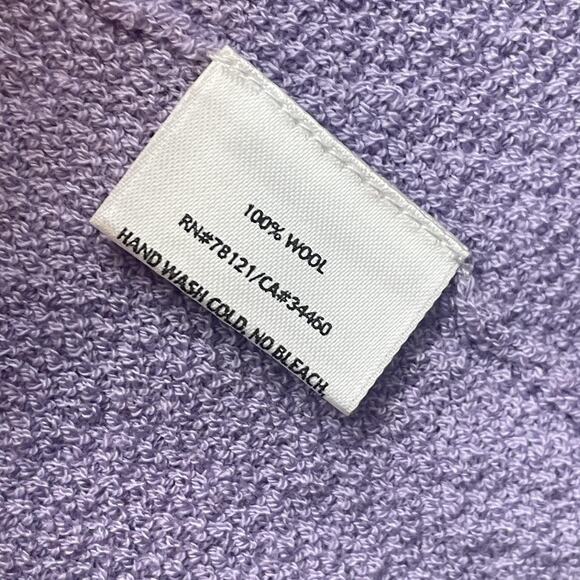 100% WOOL
RN#78121/CA#34460
HAND WASH COLD, NO BLEACH,